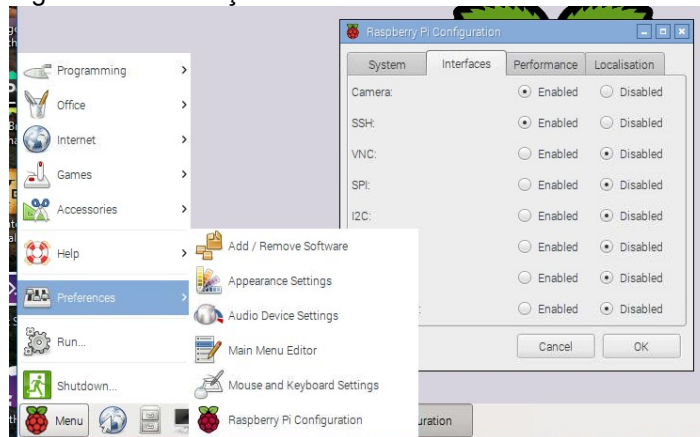 Raspberry Pi Configuration
System Interfaces Performance Localisation
Camera: Enabled Disabled
SSH: Enabled Disabled
VNC: Enabled Disabled
SPI: Enabled Disabled
I2C: Enabled Disabled
Enabled Disabled
Enabled Disabled
: Enabled Disabled
Cancel OK
Programming
Office
Internet
Games
Accessories
Help
Preferences
Run...
Shutdown...
Add / Remove Software
Appearance Settings
Audio Device Settings
Main Menu Editor
Mouse and Keyboard Settings
Raspberry Pi Configuration
Menu
uration